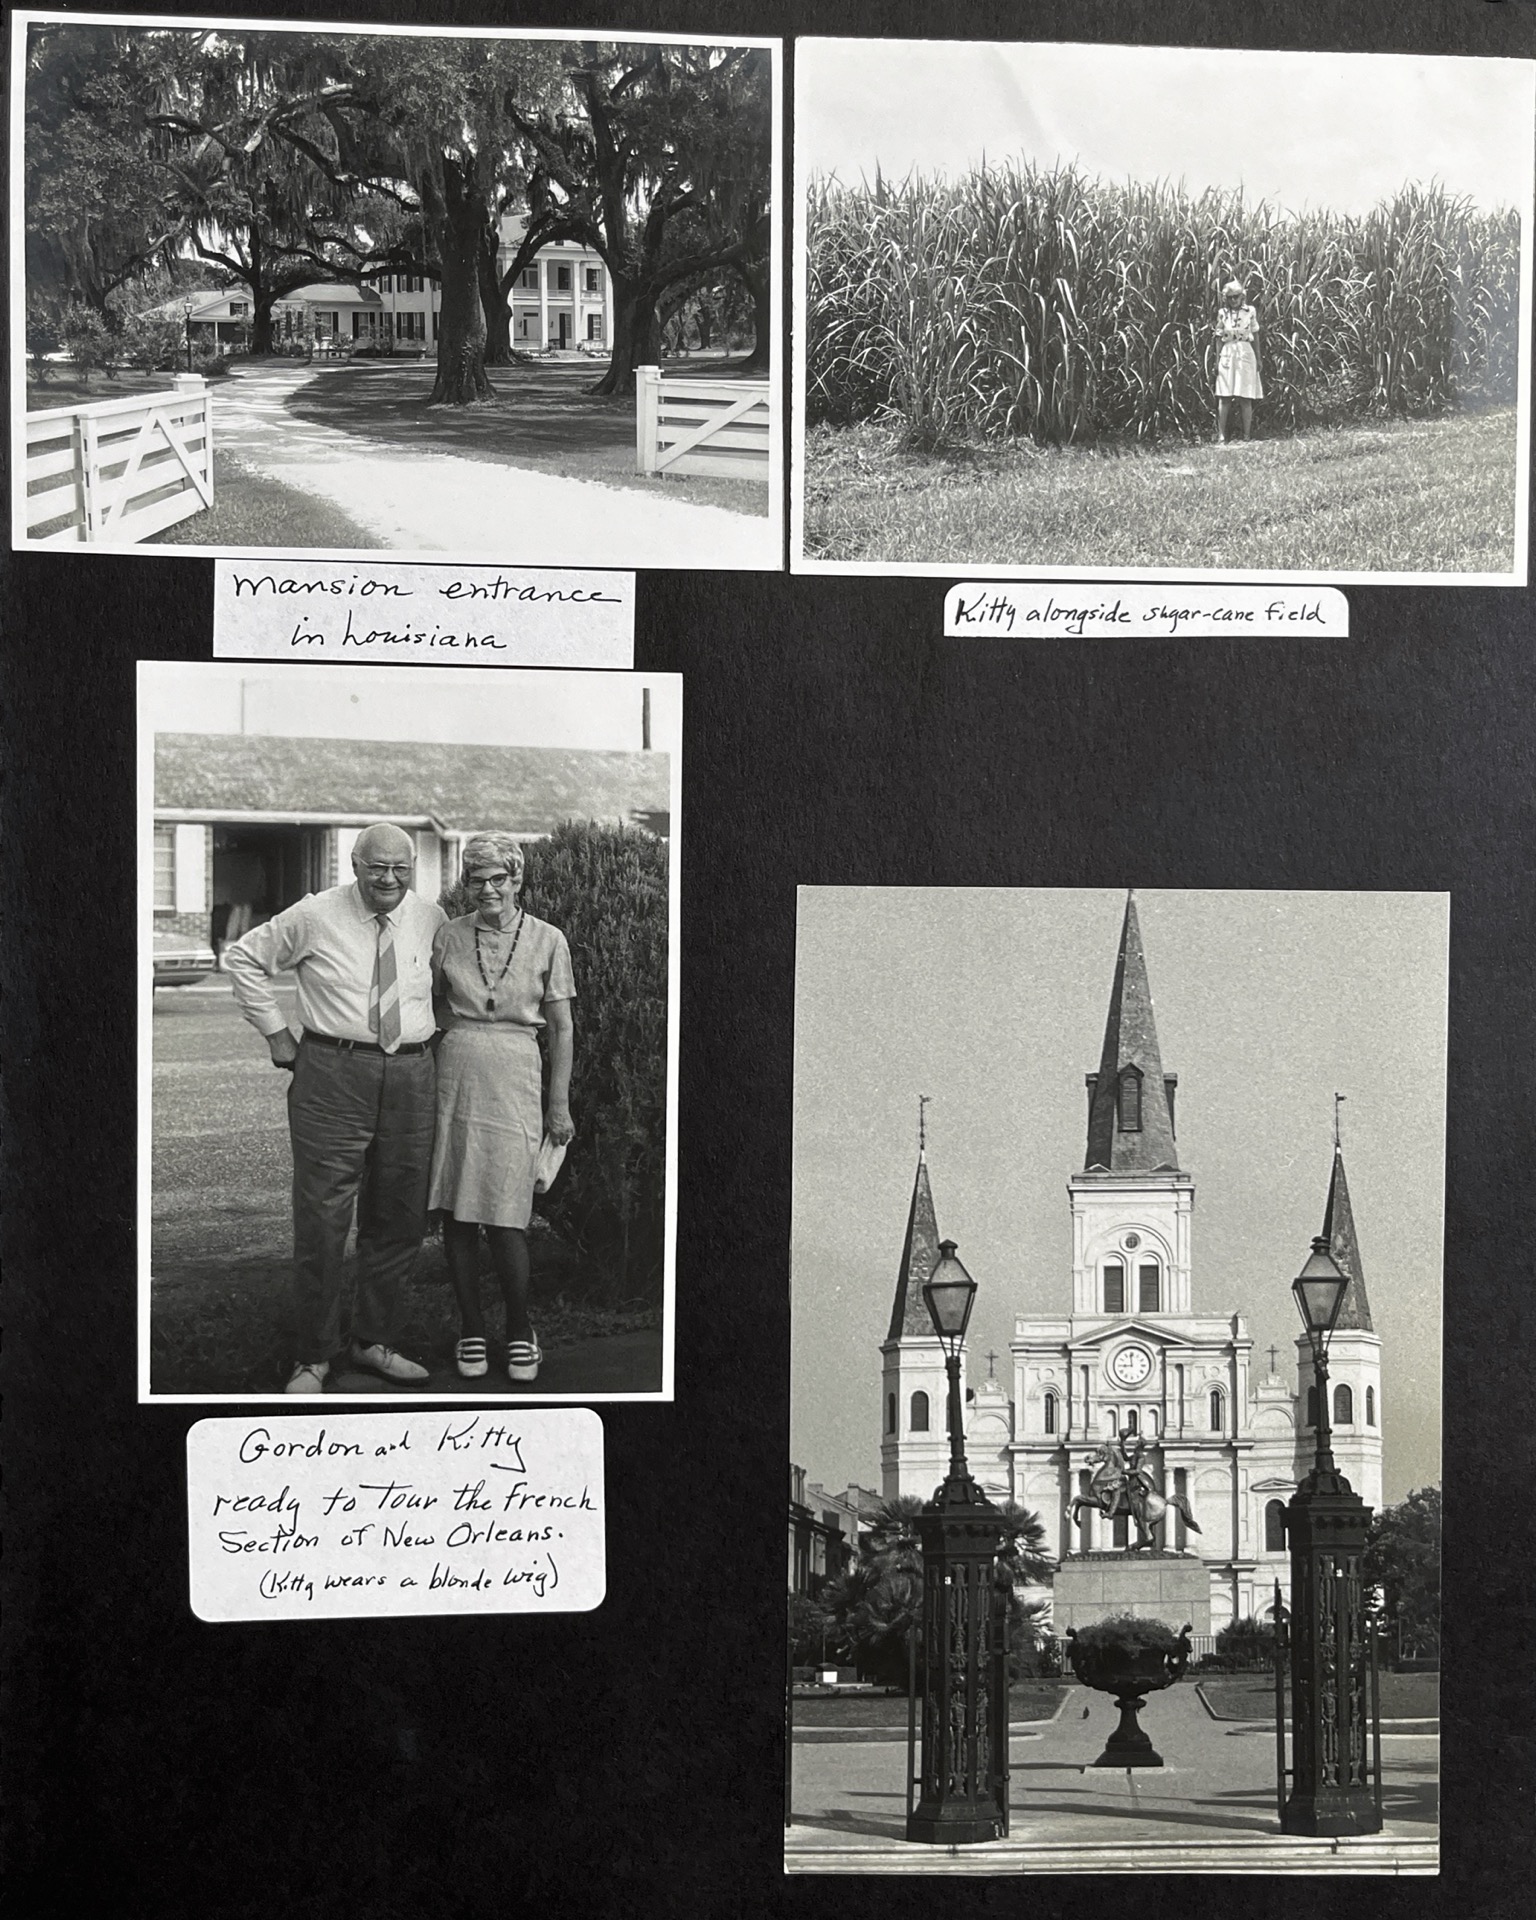 Mansion entrance
in Louisiana
Kitty alongside sugar-cane field
Gordon and Kitty
ready to Tour the French
Section of New Orleans.
(Kitty wears a blonde wig)